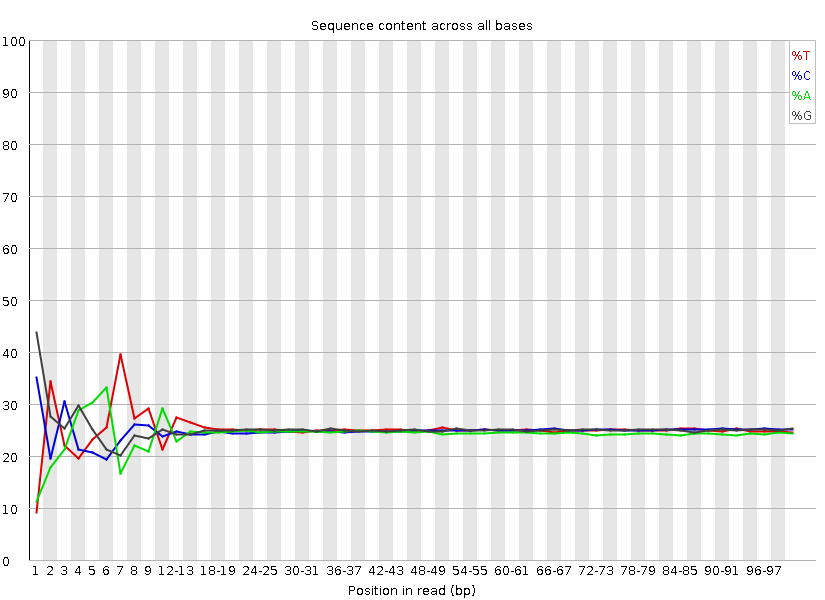 Sequence content across all bases
100
90
80
70
60
50
40
30
20
10
0
%T
%C
%A
%G
1 2 3 4 5 6 7 8 9 12-13 18-19 24-25 30-31 36-37 42-43 48-49 54-55 60-61 66-67 72-73 78-79 84-85 90-91 96-97
Position in read (bp)